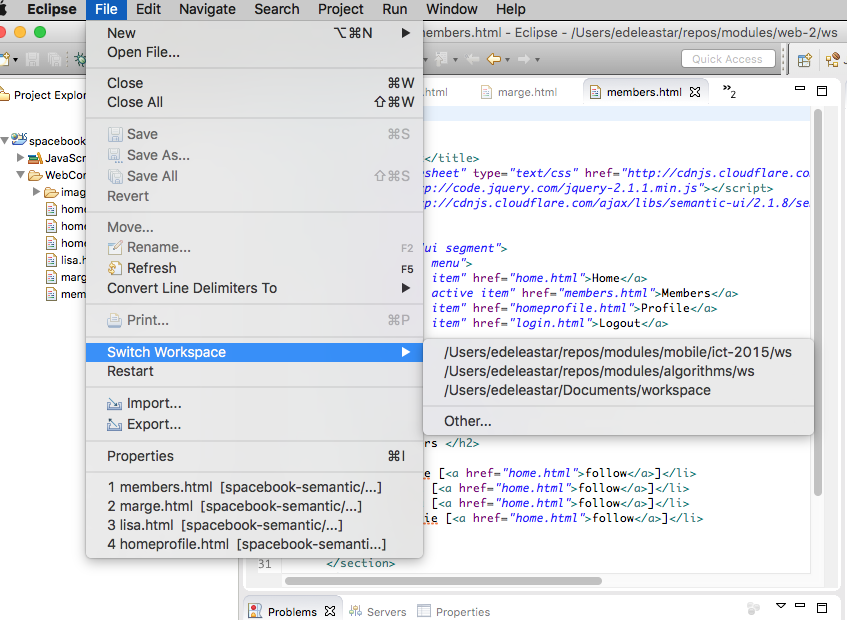 Eclipse File Edit Navigate Search Project Run Window Help
embers.html - Eclipse - /Users/edeleastar/repos/modules/web-2/ws
Quick Access
New ⌥⌘N
Open File...
Close ⌘W
Close All ⇧⌘W
Save ⌘S
Save As...
Save All ⇧⌘S
Revert
Move...
Rename... F2
Refresh F5
Convert Line Delimiters To
Print... ⌘P
Switch Workspace
Restart
Import...
Export...
Properties ⌘I
1 members.html [spacebook-semantic/...]
2 marge.html [spacebook-semantic/...]
3 lisa.html [spacebook-semantic/...]
4 homeprofile.html [spacebook-semanti...]
/Users/edeleastar/repos/modules/mobile/ict-2015/ws
/Users/edeleastar/repos/modules/algorithms/ws
/Users/edeleastar/Documents/workspace
Other...
Project Explor
spacebook
JavaScr
WebCon
imag
hom
hom
hom
lisa.h
marg
mem
.html marge.html members.html »2
</title>
sheet" type="text/css" href="http://cdnjs.cloudflare.co
p://code.jquery.com/jquery-2.1.1.min.js"></script>
p://cdnjs.cloudflare.com/ajax/libs/semantic-ui/2.1.8/se
ui segment">
menu">
item" href="home.html">Home</a>
active item" href="members.html">Members</a>
item" href="homeprofile.html">Profile</a>
item" href="login.html">Logout</a>
rs </h2>
e [<a href="home.html">follow</a>]</li>
[<a href="home.html">follow</a>]</li>
[<a href="home.html">follow</a>]</li>
ie [<a href="home.html">follow</a>]</li>
31 </section>
Problems Servers Properties